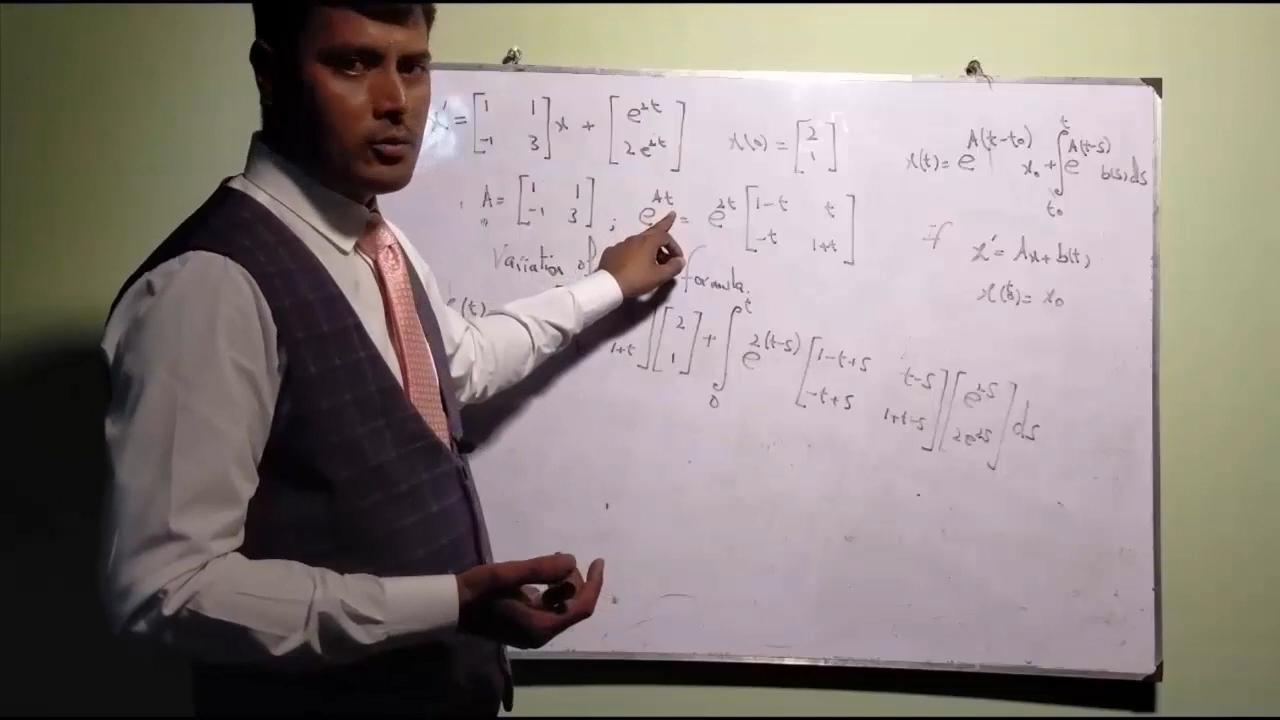 x' = [1 1; -1 3] x + [e^2t; 2e^2t] x(0) = [2; 1]
A = [1 1; -1 3] ; e^At = e^2t [1-t t; -t 1+t]
Variation of formula.
(t)
1+t] [2; 1] + ∫_0^t e^2(t-s) [1-t+s t-s; -t+s 1+t-s] [e^2s; 2e^2s] ds
x(t) = e^A(t-t0) x0 + ∫_t0^t e^A(t-s) b(s) ds
if x' = Ax + b(t),
x(t0) = x0